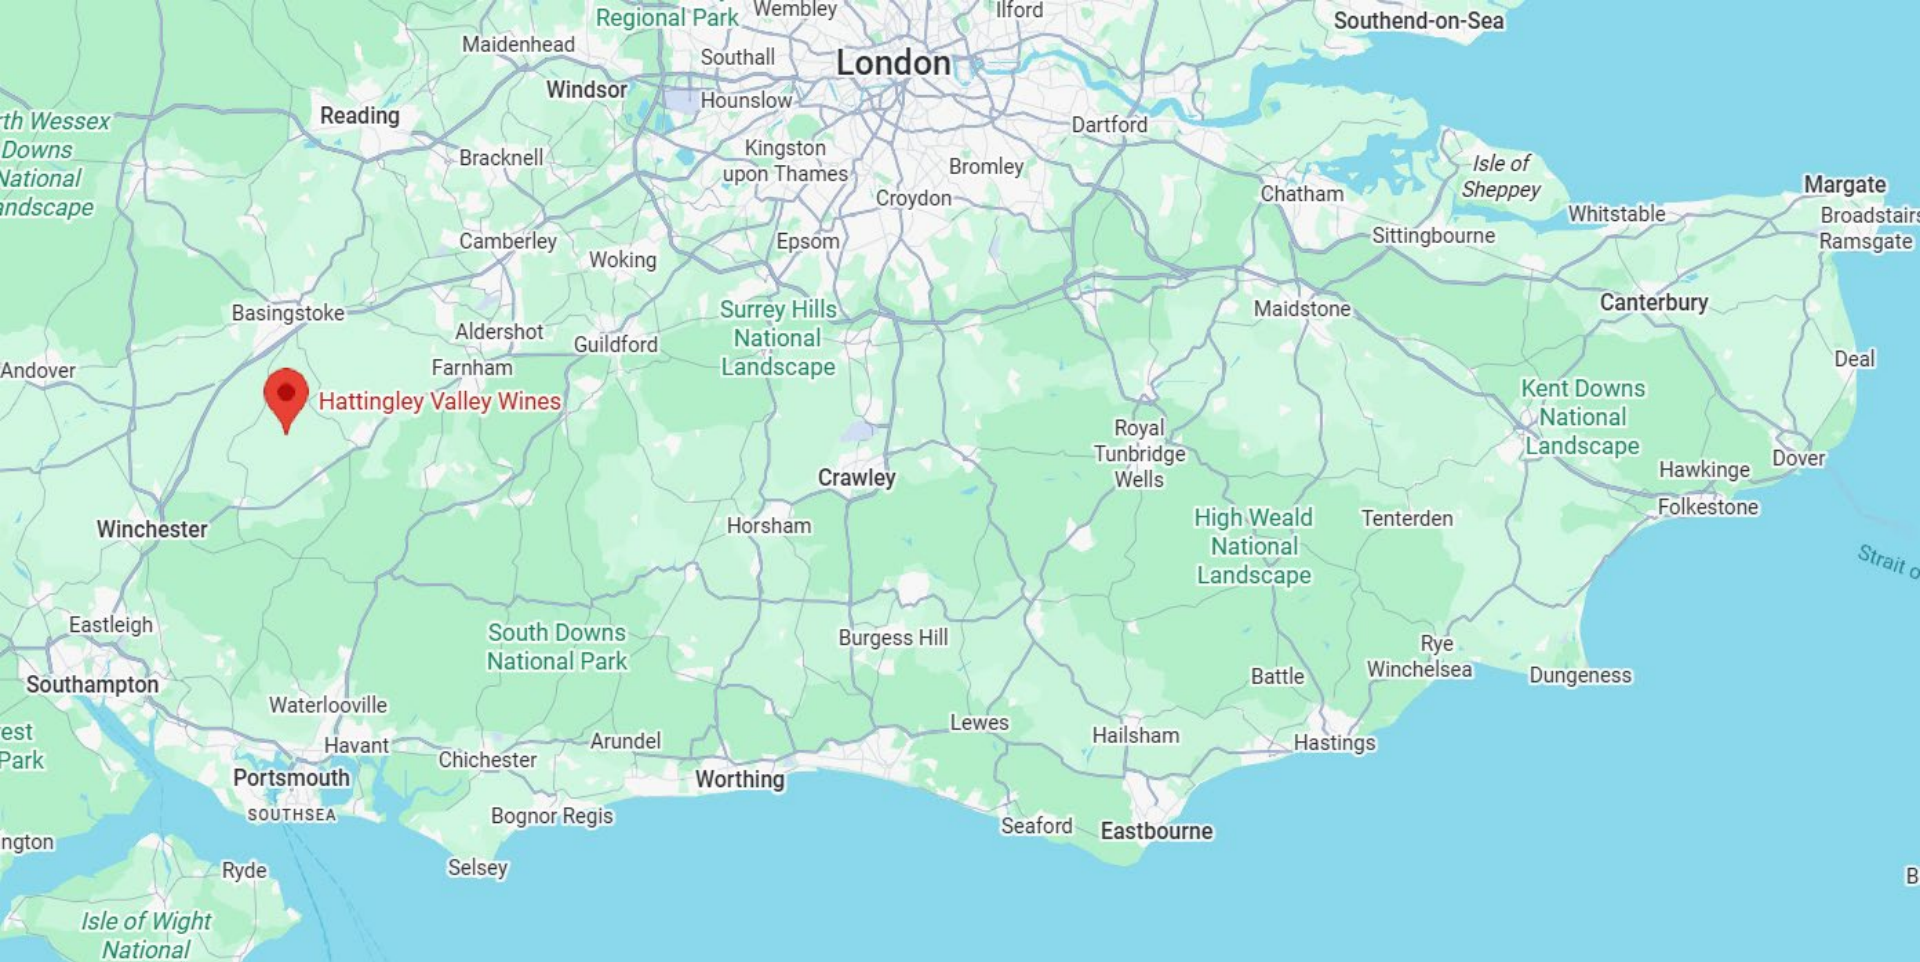 Regional Park
Wembley
Ilford
Southend-on-Sea
Maidenhead
Southall
London
Windsor
Hounslow
Reading
rth Wessex
Downs
National
andscape
Dartford
Bracknell
Kingston
upon Thames
Bromley
Isle of
Sheppey
Croydon
Chatham
Margate
Whitstable
Broadstairs
Ramsgate
Camberley
Epsom
Sittingbourne
Woking
Basingstoke
Surrey Hills
National
Landscape
Maidstone
Canterbury
Aldershot
Guildford
Farnham
Andover
Deal
Hattingley Valley Wines
Kent Downs
National
Landscape
Royal
Tunbridge
Wells
Crawley
Hawkinge
Dover
Folkestone
Winchester
Horsham
High Weald
National
Landscape
Tenterden
Strait o
Eastleigh
South Downs
National Park
Burgess Hill
Rye
Winchelsea
Battle
Dungeness
Southampton
Waterlooville
Lewes
Hailsham
Hastings
est
Park
Havant
Arundel
Chichester
Portsmouth
SOUTHSEA
Worthing
Bognor Regis
Seaford
Eastbourne
ngton
Selsey
Ryde
B
Isle of Wight
National